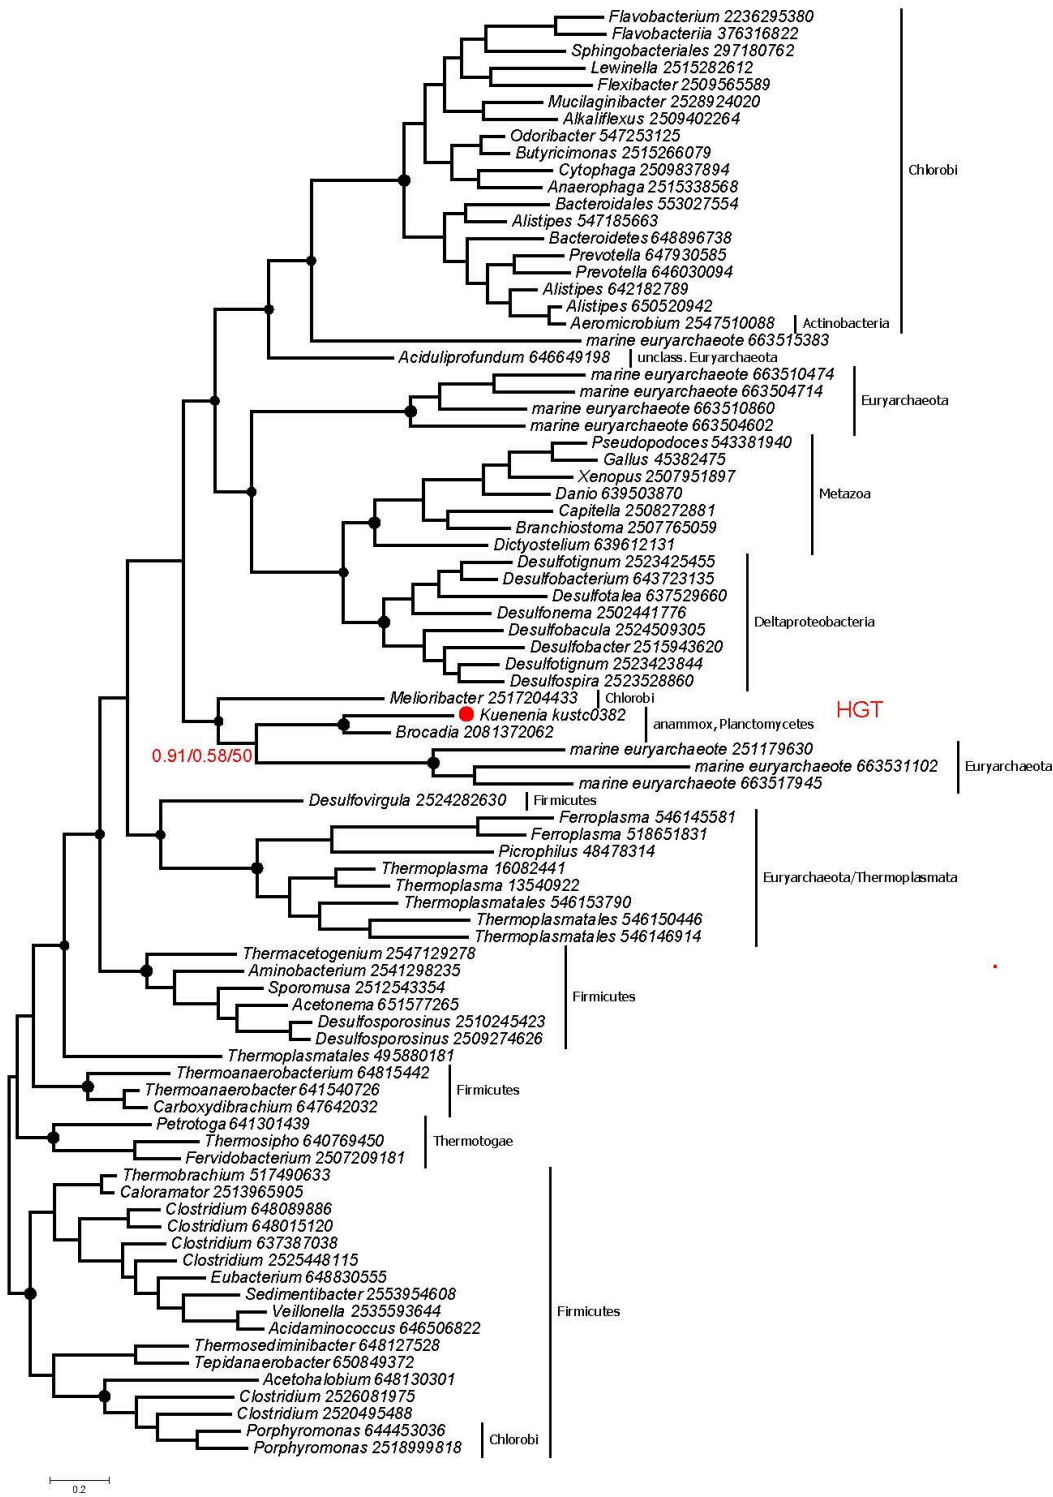 Flavobacterium 2236295380
Flavobacteriia 376316822
Sphingobacteriales 297180762
Lewinella 2515282612
Flexibacter 2509565589
Mucilaginibacter 2528924020
Alkaliflexus 2509402264
Odoribacter 547253125
Butyricimonas 2515266079
Cytophaga 2509837894
Chlorobi
Anaerophaga 2515338568
Bacteroidales 553027554
Alistipes 547185663
Bacteroidetes 648896738
Prevotella 647930585
Prevotella 646030094
Alistipes 642182789
Alistipes 650520942
Aeromicrobium 2547510088
Actinobacteria
marine euryarchaeote 663515383
Aciduliprofundum 646649198
unclass. Euryarchaeota
marine euryarchaeote 663510474
marine euryarchaeote 663504714
Euryarchaeota
marine euryarchaeote 663510860
marine euryarchaeote 663504602
Pseudopodoces 543381940
Gallus 45382475
Xenopus 2507951897
Danio 639503870
Metazoa
Capitella 2508272881
Branchiostoma 2507765059
Dictyostelium 639612131
Desulfotignum 2523425455
Desulfobacterium 643723135
Desulfotalea 637529660
Desulfonema 2502441776
Deltaproteobacteria
Desulfobacula 2524509305
Desulfobacter 2515943620
Desulfotignum 2523423844
Desulfospira 2523528860
Melioribacter 2517204433
Chlorobi
HGT
Kuenenia kustc0382
anammox, Planctomycetes
Brocadia 2081372062
0.91/0.58/50
marine euryarchaeote 251179630
marine euryarchaeote 663531102
Euryarchaeota
marine euryarchaeote 663517945
Desulfovirgula 2524282630
Firmicutes
Ferroplasma 546145581
Ferroplasma 518651831
Picrophilus 48478314
Thermoplasma 16082441
Euryarchaeota/Thermoplasmata
Thermoplasma 13540922
Thermoplasmatales 546153790
Thermoplasmatales 546150446
Thermoplasmatales 546146914
Thermacetogenium 2547129278
Aminobacterium 2541298235
Sporomusa 2512543354
Firmicutes
Acetonema 651577265
Desulfosporosinus 2510245423
Desulfosporosinus 2509274626
Thermoplasmatales 495880181
Thermoanaerobacterium 64815442
Thermoanaerobacter 641540726
Firmicutes
Carboxydibrachium 647642032
Petrotoga 641301439
Thermosipho 640769450
Thermotogae
Fervidobacterium 2507209181
Thermobrachium 517490633
Caloramator 2513965905
Clostridium 648089886
Clostridium 648015120
Clostridium 637387038
Clostridium 2525448115
Eubacterium 648830555
Sedimentibacter 2553954608
Veillonella 2535593644
Firmicutes
Acidaminococcus 646506822
Thermosediminibacter 648127528
Tepidanaerobacter 650849372
Acetohalobium 648130301
Clostridium 2526081975
Clostridium 2520495488
Porphyromonas 644453036
Chlorobi
Porphyromonas 2518999818
0.2